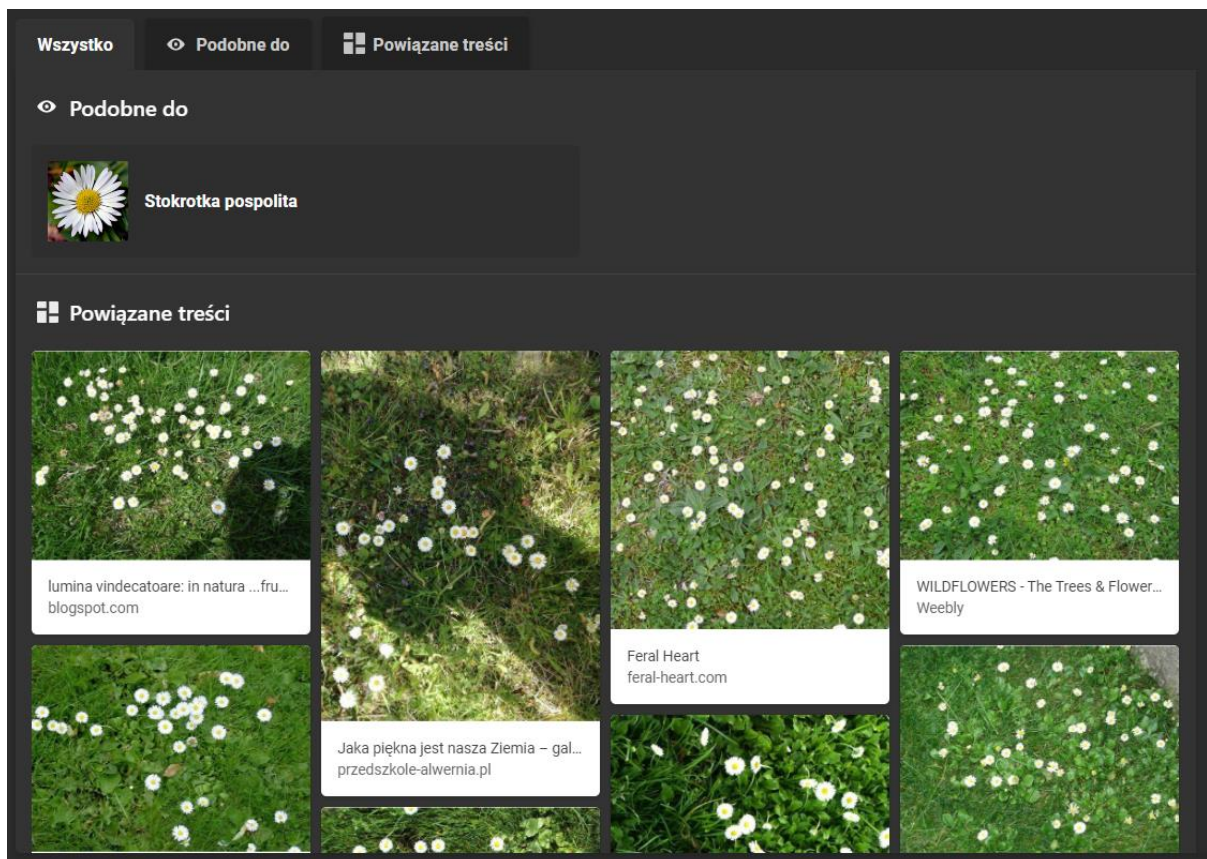 Wszystko
Podobne do
Powiązane treści
Podobne do
Stokrotka pospolita
Powiązane treści
lumina vindecatoare: in natura ...fru...
blogspot.com
Jaka piękna jest nasza Ziemia – gal...
przedszkole-alwernia.pl
Feral Heart
feral-heart.com
WILDFLOWERS - The Trees & Flower...
Weebly